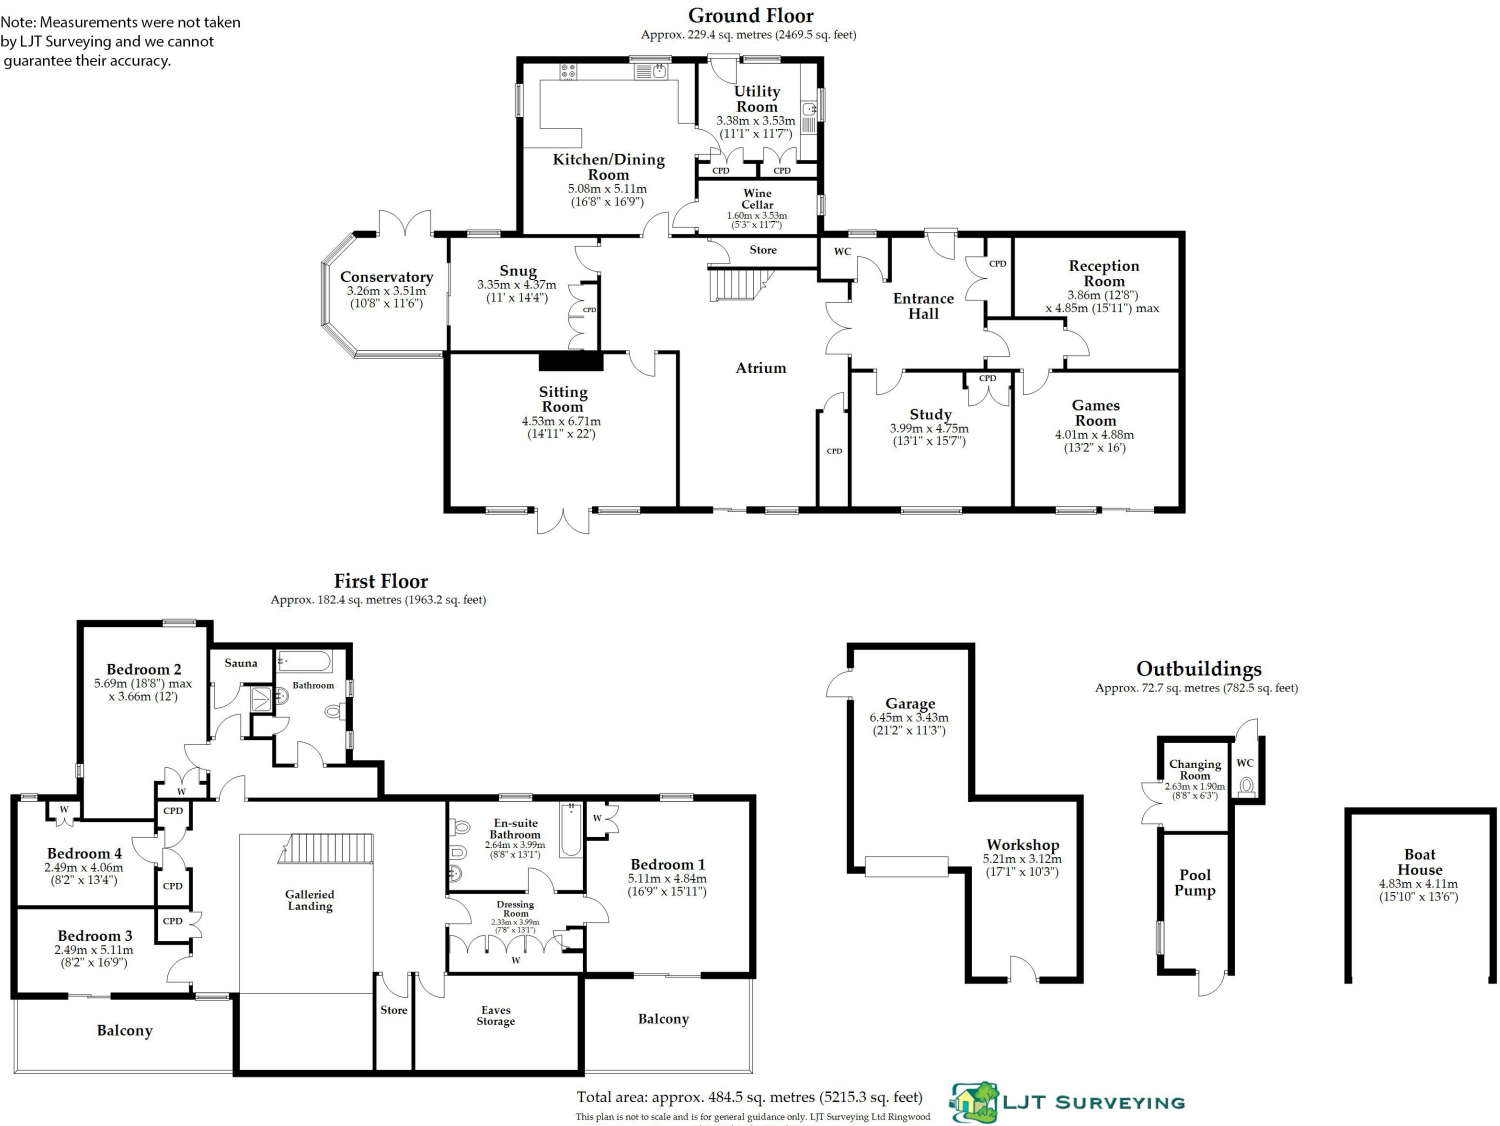 Note: Measurements were not taken
by LJT Surveying and we cannot
guarantee their accuracy.
Ground Floor
Approx. 229.4 sq. metres (2469.5 sq. feet)
Utility
Room
3.38m x 3.53m
(11'1" x 11'7")
Kitchen/Dining
Room
5.08m x 5.11m
(16'8" x 16'9")
CPD
CPD
Wine
Cellar
1.60m x 3.53m
(5'3" x 11'7")
Store
WC
CPD
Conservatory
3.26m x 3.51m
(10'8" x 11'6")
Snug
3.35m x 4.37m
(11' x 14'4")
CPD
Entrance
Hall
Reception
Room
3.86m (12'8")
x 4.85m (15'11") max
Atrium
Sitting
Room
4.53m x 6.71m
(14'11" x 22')
CPD
CPD
Study
3.99m x 4.75m
(13'1" x 15'7")
Games
Room
4.01m x 4.88m
(13'2" x 16')
First Floor
Approx. 182.4 sq. metres (1963.2 sq. feet)
Bedroom 2
5.69m (18'8") max
x 3.66m (12')
Sauna
Bathroom
W
W
CPD
Bedroom 4
2.49m x 4.06m
(8'2" x 13'4")
CPD
CPD
Bedroom 3
2.49m x 5.11m
(8'2" x 16'9")
Galleried
Landing
En-suite
Bathroom
2.64m x 3.99m
(8'8" x 13'1")
W
Bedroom 1
5.11m x 4.84m
(16'9" x 15'11")
Dressing
Room
2.33m x 3.99m
(7'8" x 13'1")
W
Balcony
Store
Eaves
Storage
Balcony
Outbuildings
Approx. 72.7 sq. metres (782.5 sq. feet)
Garage
6.45m x 3.43m
(21'2" x 11'3")
Workshop
5.21m x 3.12m
(17'1" x 10'3")
Changing
Room
2.63m x 1.90m
(8'8" x 6'3")
WC
Pool
Pump
Boat
House
4.83m x 4.11m
(15'10" x 13'6")
Total area: approx. 484.5 sq. metres (5215.3 sq. feet)
This plan is not to scale and is for general guidance only. LJT Surveying Ltd Ringwood
LJT SURVEYING